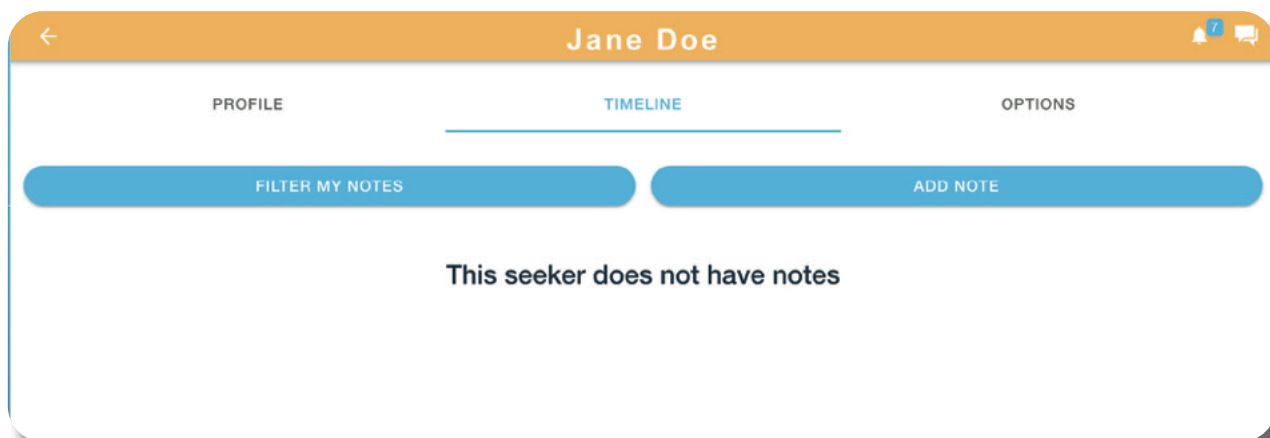 Jane Doe
7
PROFILE TIMELINE OPTIONS
FILTER MY NOTES ADD NOTE
This seeker does not have notes